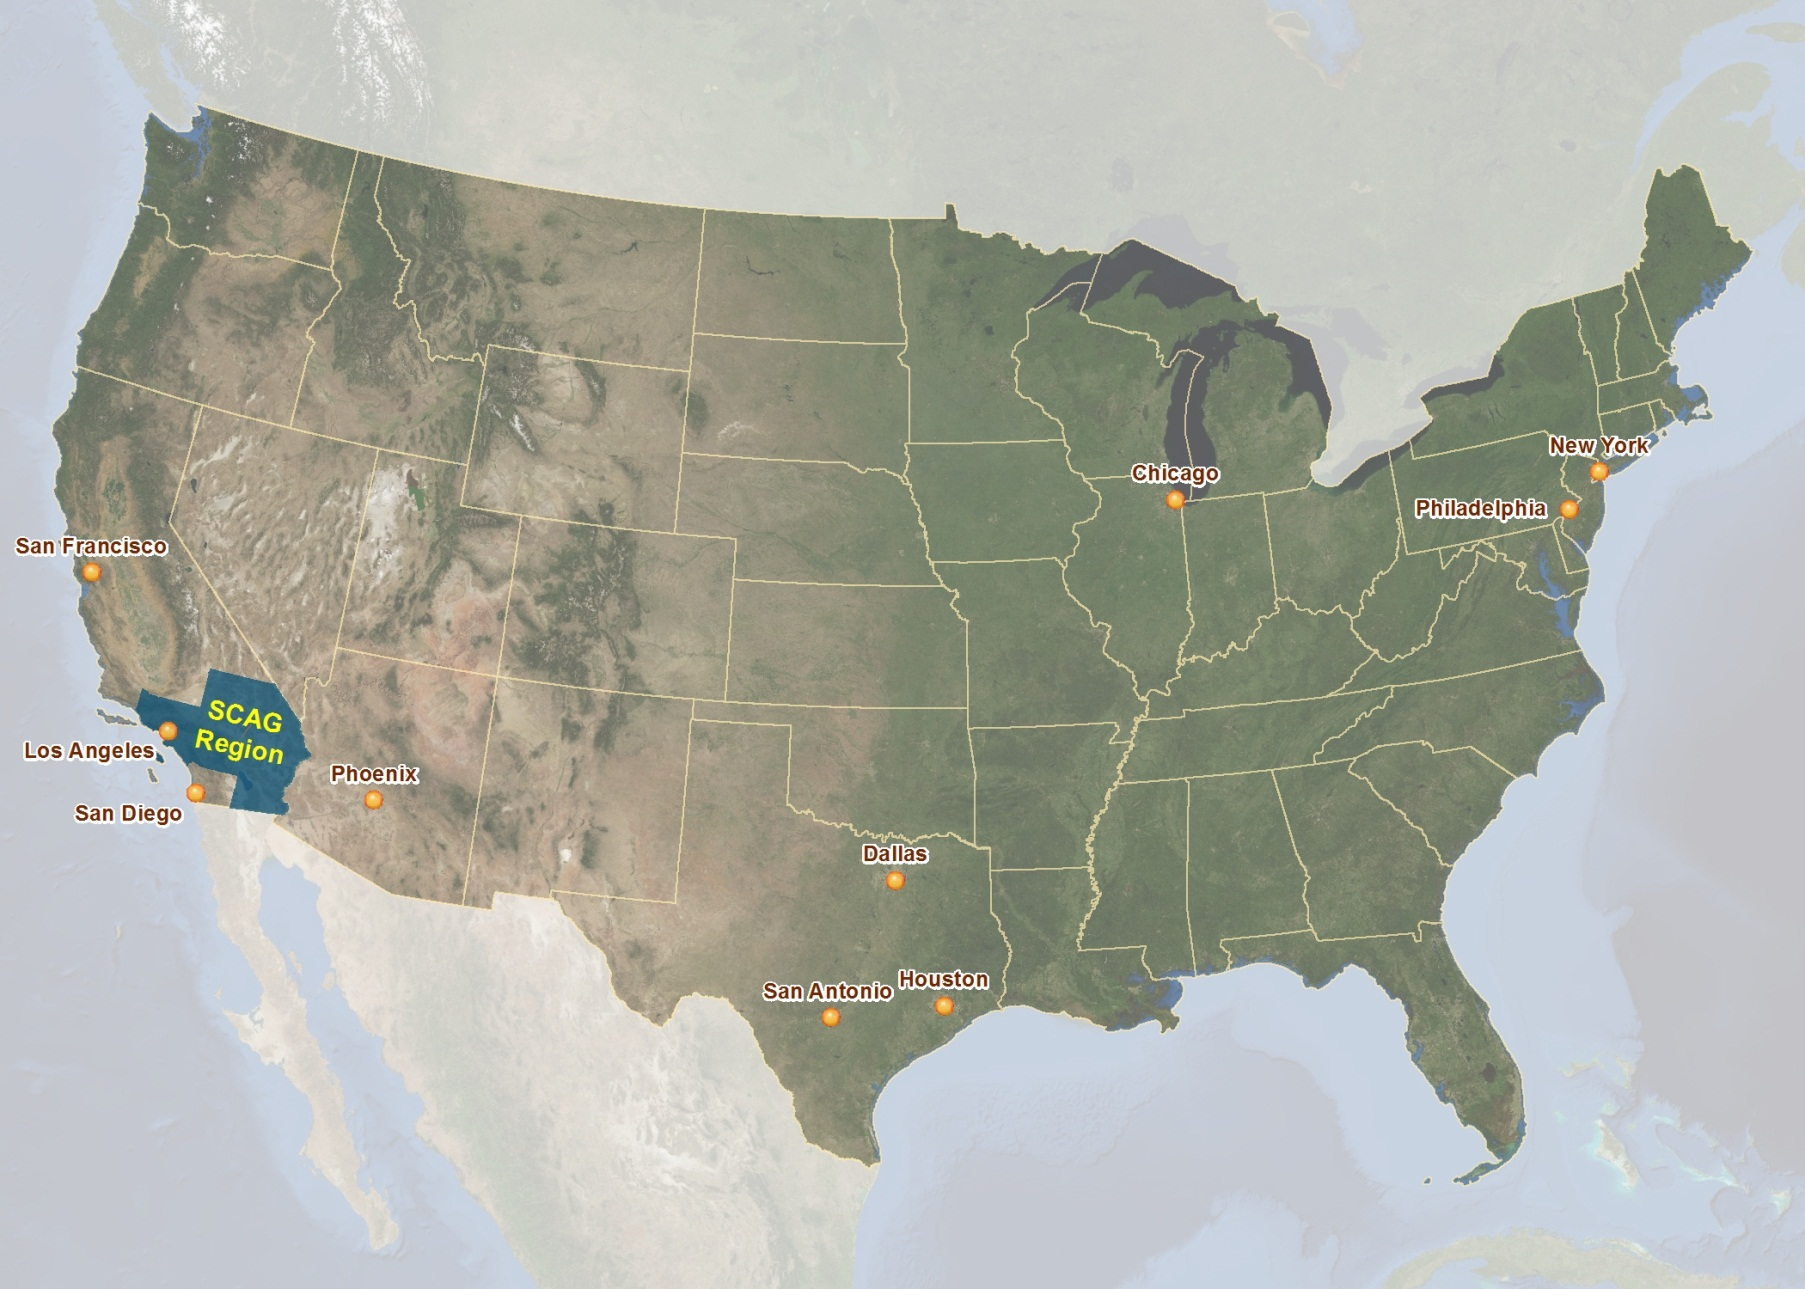 New York
Chicago
Philadelphia
San Francisco
SCAG
Region
Los Angeles
Phoenix
San Diego
Dallas
Houston
San Antonio